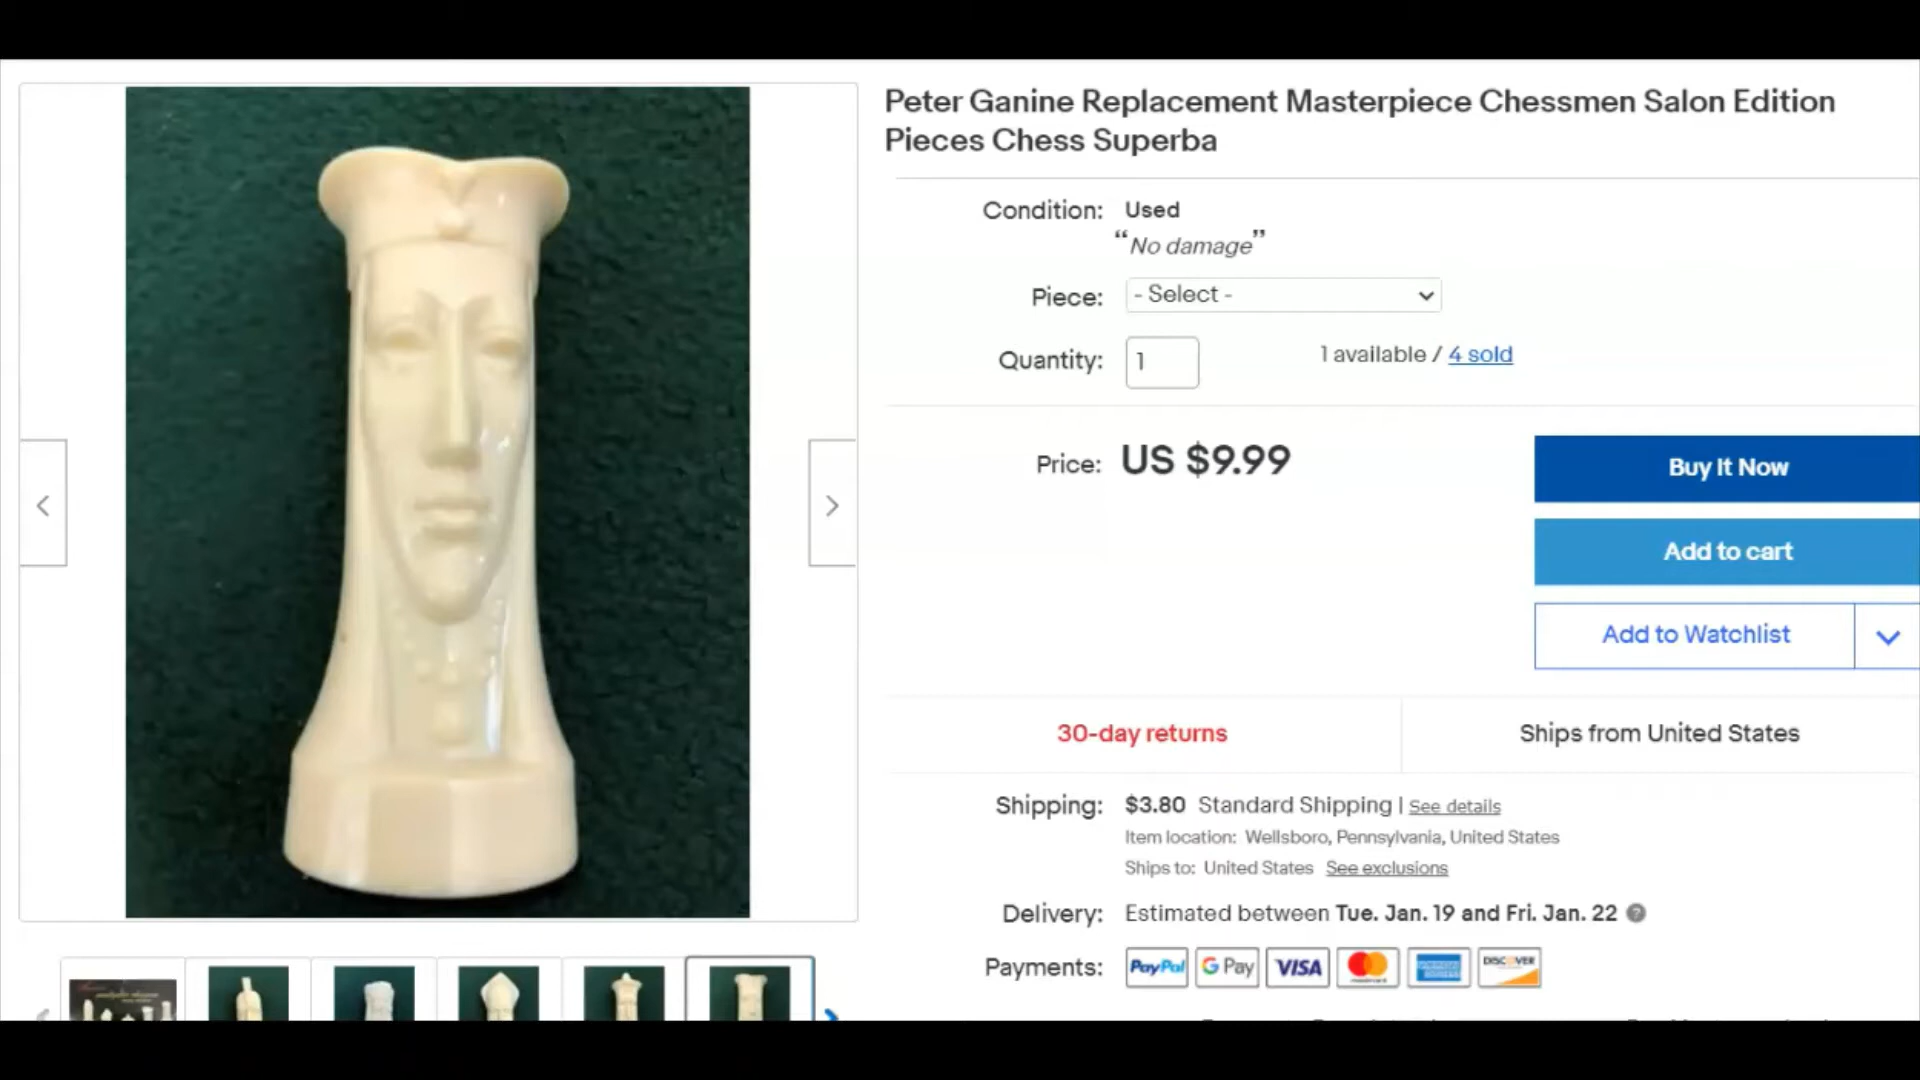 Peter Ganine Replacement Masterpiece Chessmen Salon Edition
Pieces Chess Superba
Condition: Used
“No damage”
Piece: - Select -
Quantity: 1 1 available / 4 sold
Price: US $9.99
Buy It Now
Add to cart
Add to Watchlist
30-day returns Ships from United States
Shipping: $3.80 Standard Shipping | See details
Item location: Wellsboro, Pennsylvania, United States
Ships to: United States See exclusions
Delivery: Estimated between Tue. Jan. 19 and Fri. Jan. 22 ?
Payments: PayPal G Pay VISA mastercard DISCOVER